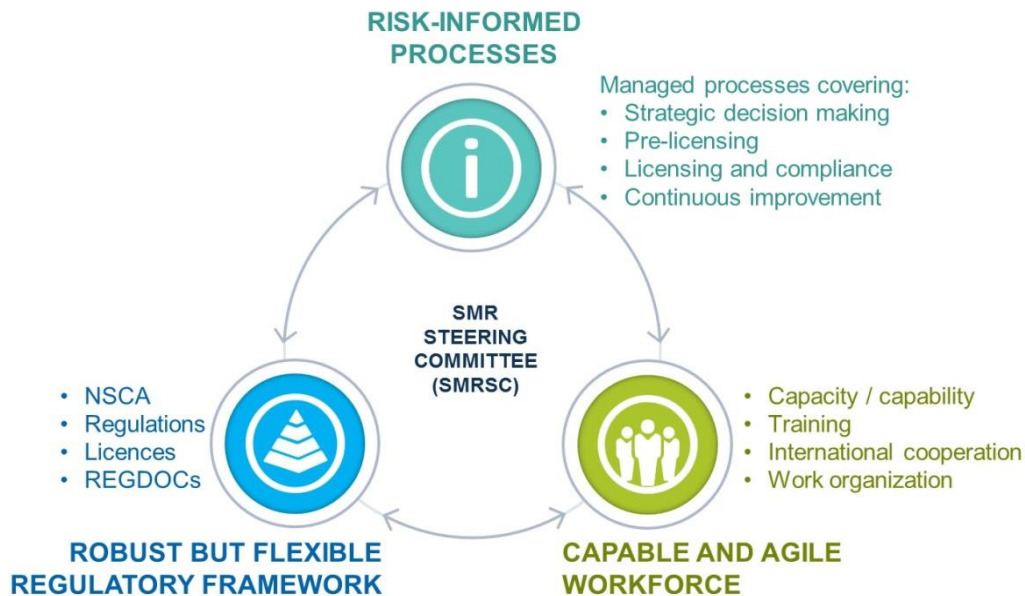 RISK-INFORMED
PROCESSES
Managed processes covering:
• Strategic decision making
• Pre-licensing
• Licensing and compliance
• Continuous improvement
i
SMR
STEERING
COMMITTEE
(SMRSC)
• NSCA
• Regulations
• Licences
• REGDOCs
ROBUST BUT FLEXIBLE
REGULATORY FRAMEWORK
• Capacity / capability
• Training
• International cooperation
• Work organization
CAPABLE AND AGILE
WORKFORCE